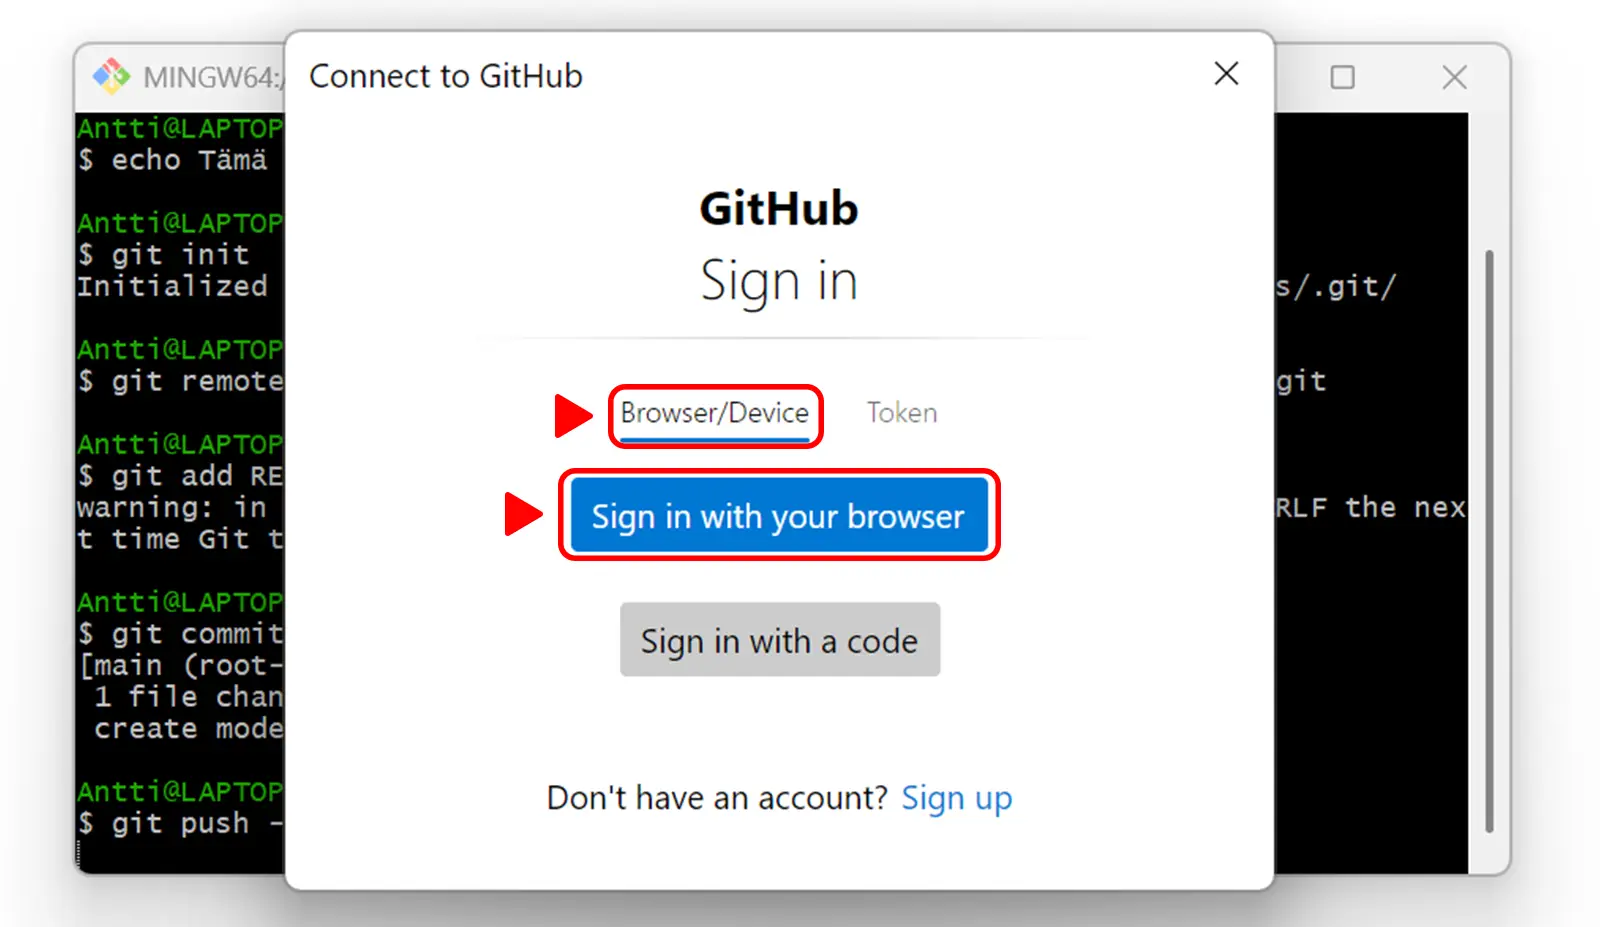 MINGW64:/
Connect to GitHub
Antti@LAPTOP
$ echo Tämä
Antti@LAPTOP
$ git init
Initialized
s/.git/
Antti@LAPTOP
$ git remote
git
Antti@LAPTOP
$ git add RE
warning: in
RLF the nex
t time Git t
Antti@LAPTOP
$ git commit
[main (root-
1 file chan
create mode
Antti@LAPTOP
$ git push -
GitHub
Sign in
Browser/Device
Token
Sign in with your browser
Sign in with a code
Don't have an account? Sign up